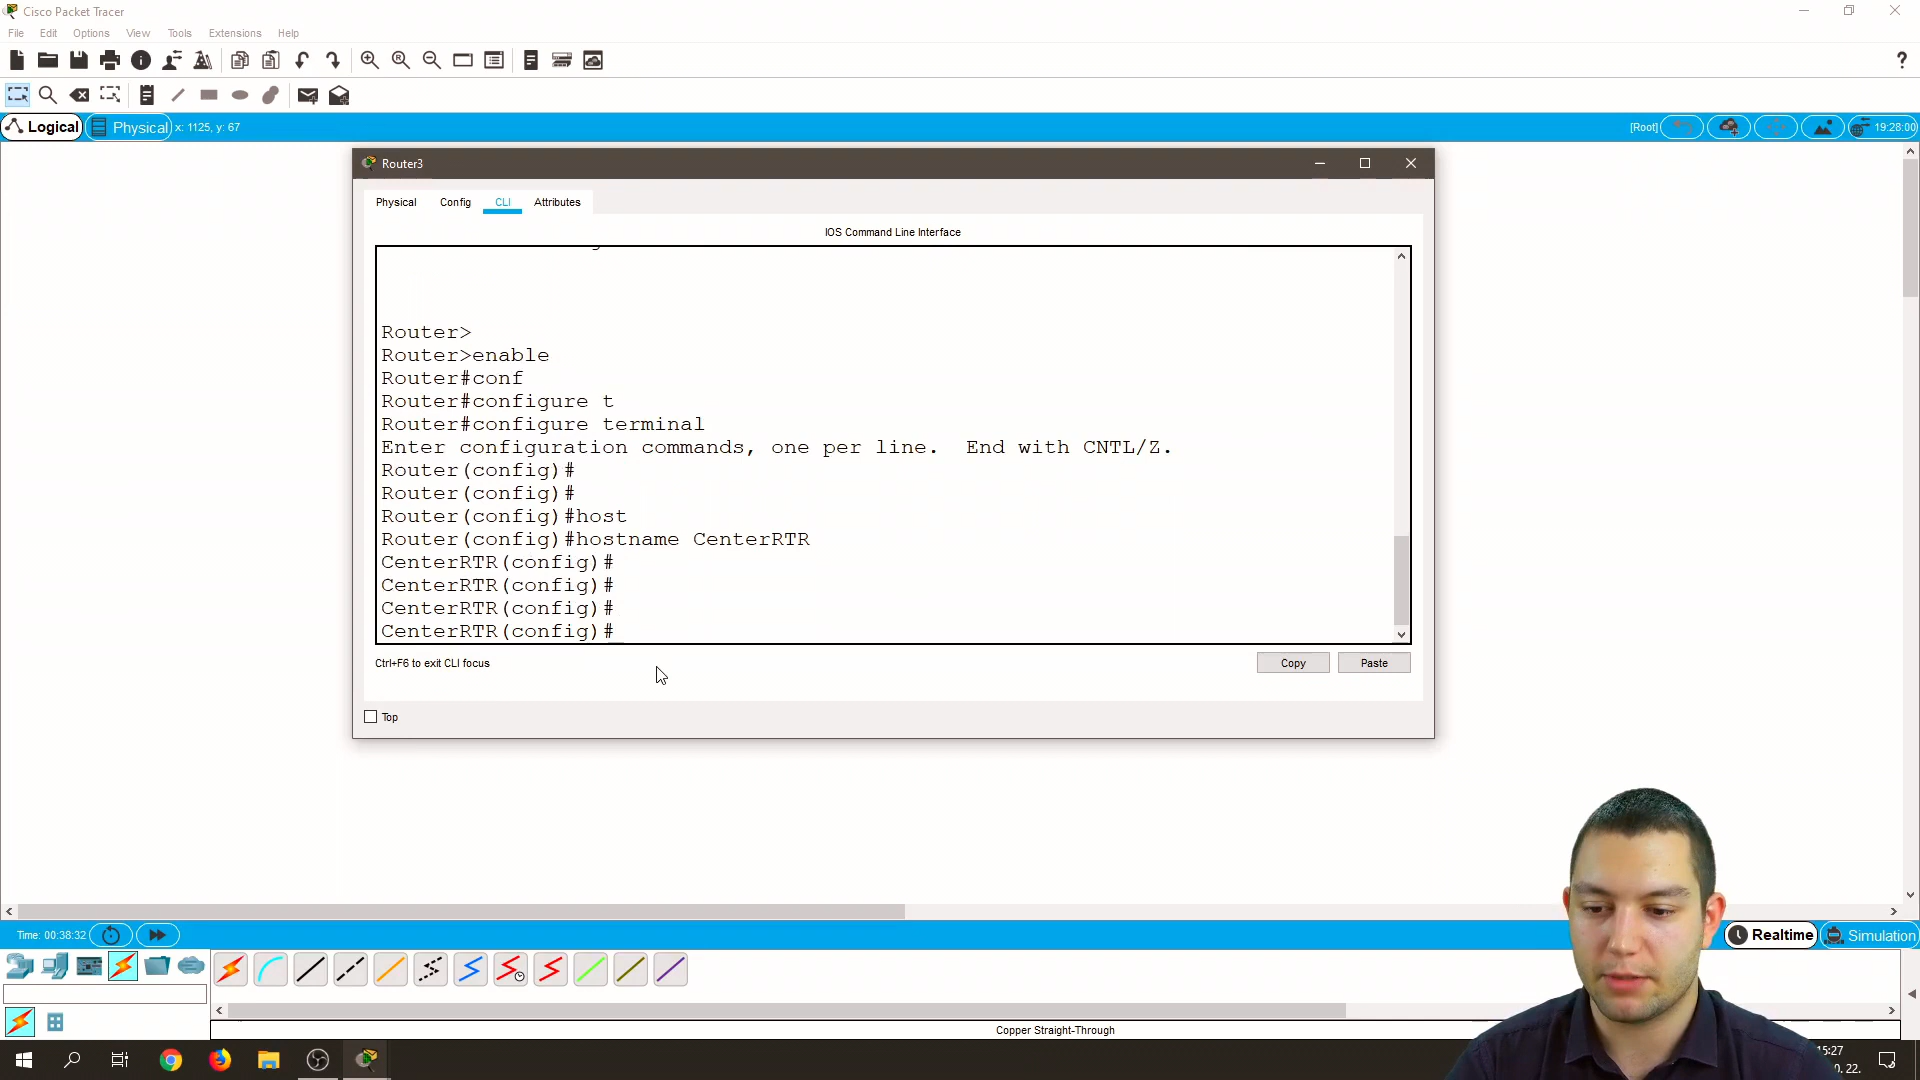 Cisco Packet Tracer
File Edit Options View Tools Extensions Help
Logical Physical x: 1125, y: 67 [Root] 19:28:00
Router3
Physical Config CLI Attributes
IOS Command Line Interface
Router>
Router>enable
Router#conf
Router#configure t
Router#configure terminal
Enter configuration commands, one per line.  End with CNTL/Z.
Router(config)#
Router(config)#
Router(config)#host
Router(config)#hostname CenterRTR
CenterRTR(config)#
CenterRTR(config)#
CenterRTR(config)#
CenterRTR(config)#
Ctrl+F6 to exit CLI focus Copy Paste
Top
Time: 00:38:32 Realtime Simulation
Copper Straight-Through
15:27
22.